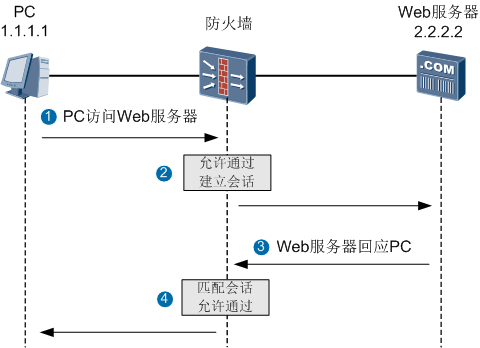 PC
1.1.1.1
防火墙
Web服务器
2.2.2.2
.COM
1 PC访问Web服务器
2 允许通过
建立会话
3 Web服务器回应PC
4 匹配会话
允许通过